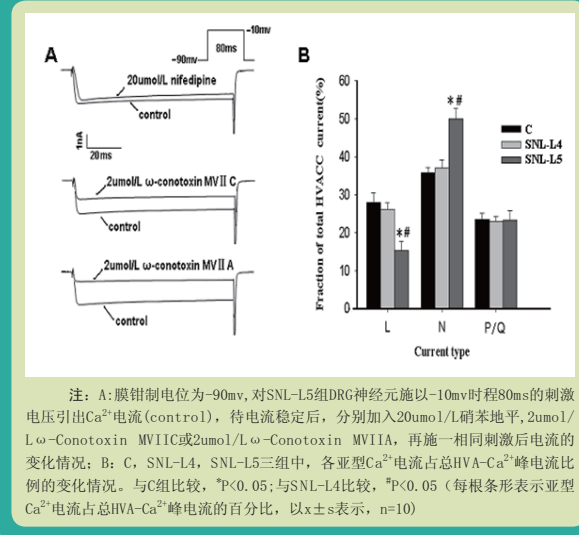 A
-10mv
-90mv
80ms
20umol/L nifedipine
control
1nA
20ms
2umol/L ω-conotoxin MVⅡ C
control
2umol/L ω-conotoxin MVⅡ A
control
B
Fraction of total HVACC current(%)
60
50
40
30
20
10
0
*#
*#
C
SNL-L4
SNL-L5
L N P/Q
Current type
注: A:膜钳制电位为-90mv,对SNL-L5组DRG神经元施以-10mv时程80ms的刺激
电压引出Ca²⁺电流(control), 待电流稳定后, 分别加入20umol/L硝苯地平,2umol/
Lω-Conotoxin MVIIC或2umol/Lω-Conotoxin MVIIA, 再施一相同刺激后电流的
变化情况; B: C, SNL-L4, SNL-L5三组中, 各亚型Ca²⁺电流占总HVA-Ca²⁺峰电流比
例的变化情况。与C组比较, *P<0.05;与SNL-L4比较, #P<0.05 (每根条形表示亚型
Ca²⁺电流占总HVA-Ca²⁺峰电流的百分比, 以x±s表示, n=10)